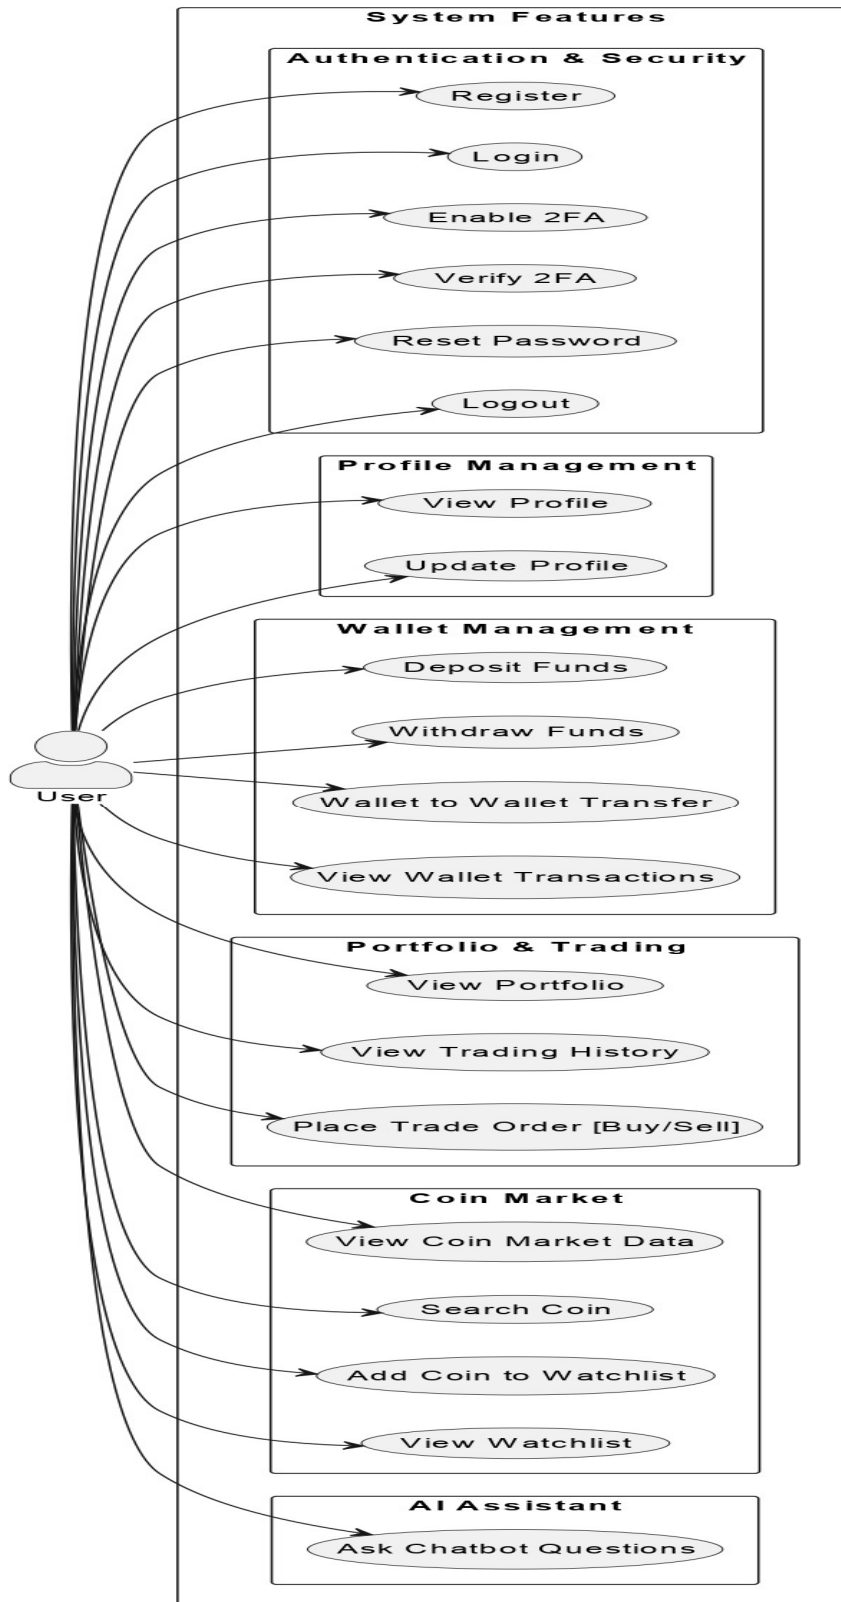 System Features
Authentication & Security
Register
Login
Enable 2FA
Verify 2FA
Reset Password
Logout
Profile Management
View Profile
Update Profile
Wallet Management
Deposit Funds
Withdraw Funds
User
Wallet to Wallet Transfer
View Wallet Transactions
Portfolio & Trading
View Portfolio
View Trading History
Place Trade Order [Buy/Sell]
Coin Market
View Coin Market Data
Search Coin
Add Coin to Watchlist
View Watchlist
AI Assistant
Ask Chatbot Questions